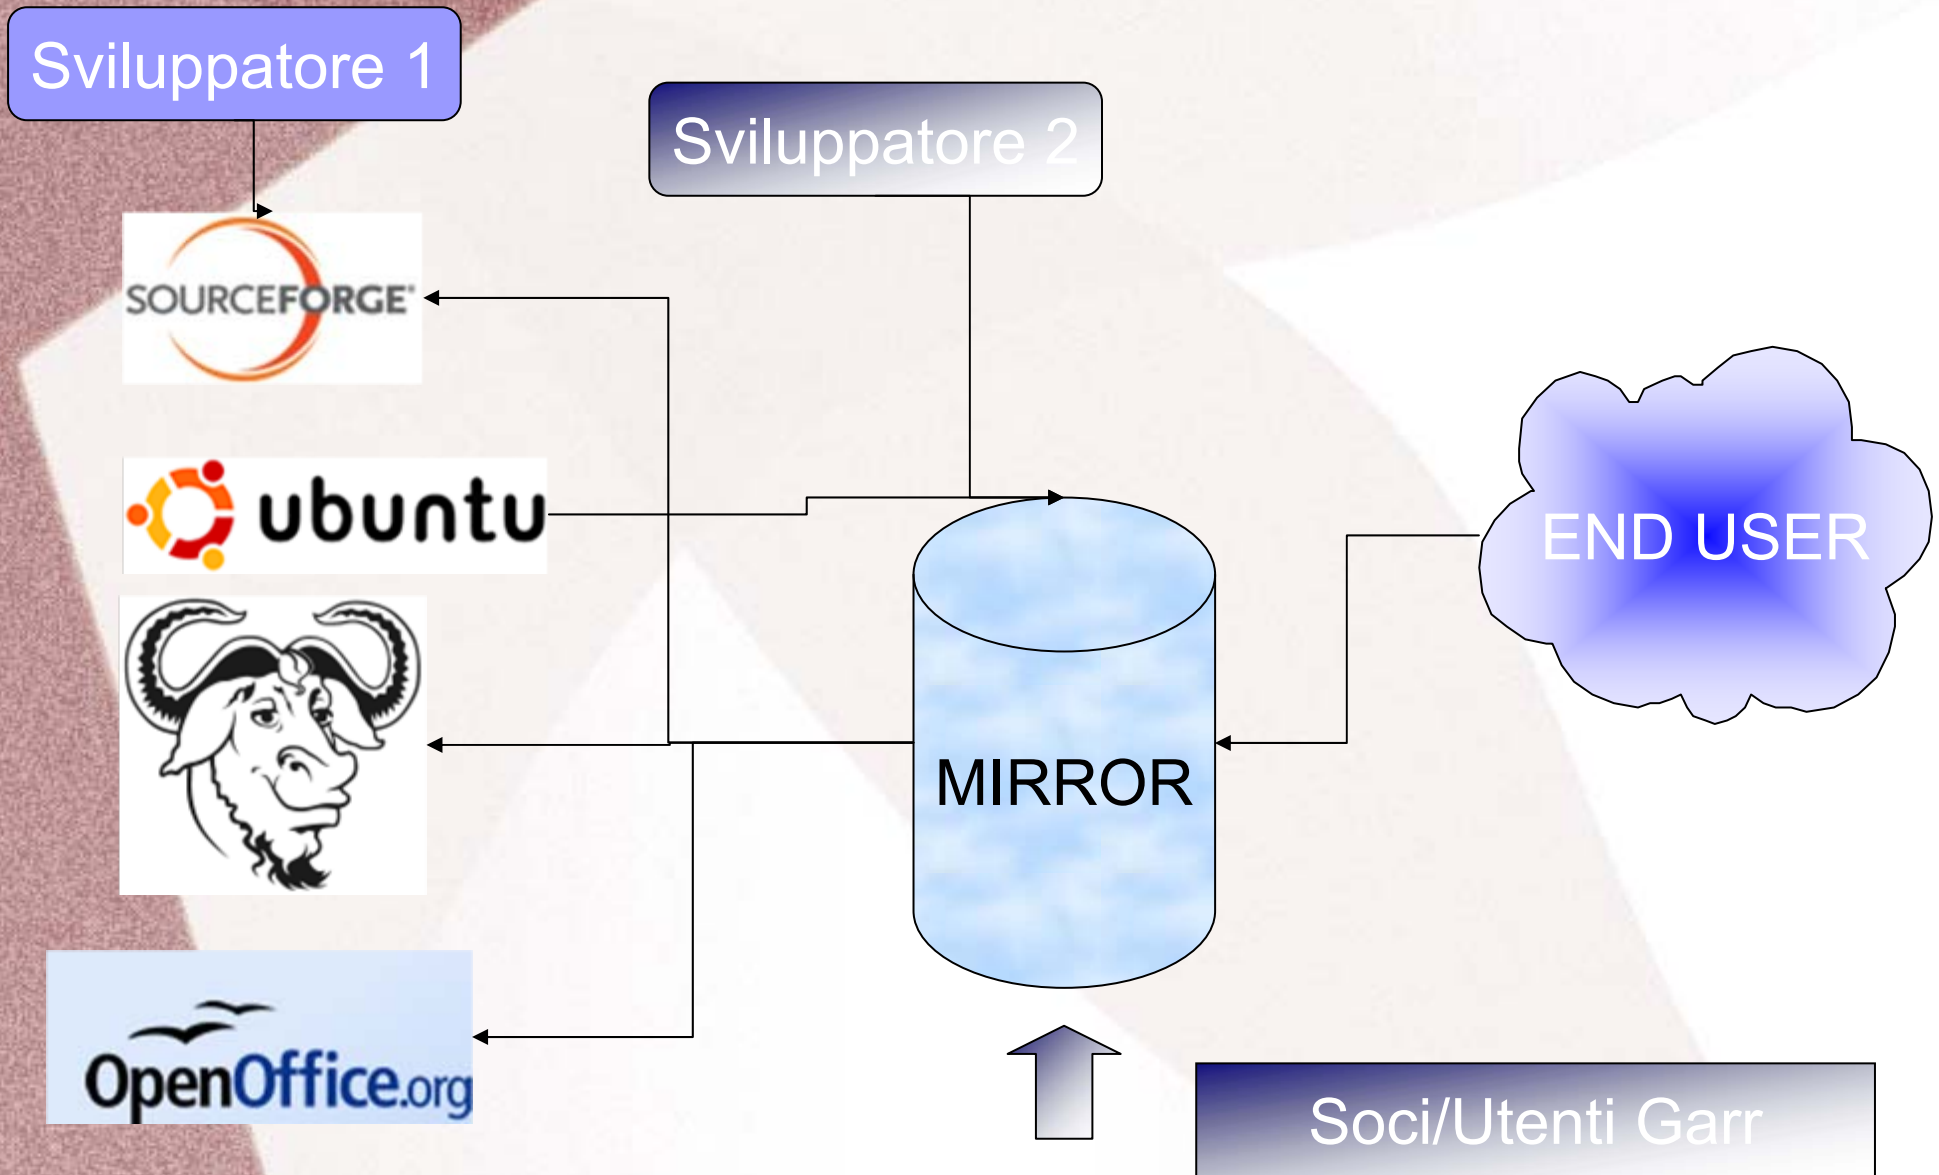 Sviluppatore 1
Sviluppatore 2
SOURCEFORGE®
ubuntu
END USER
MIRROR
OpenOffice.org
Soci/Utenti Garr